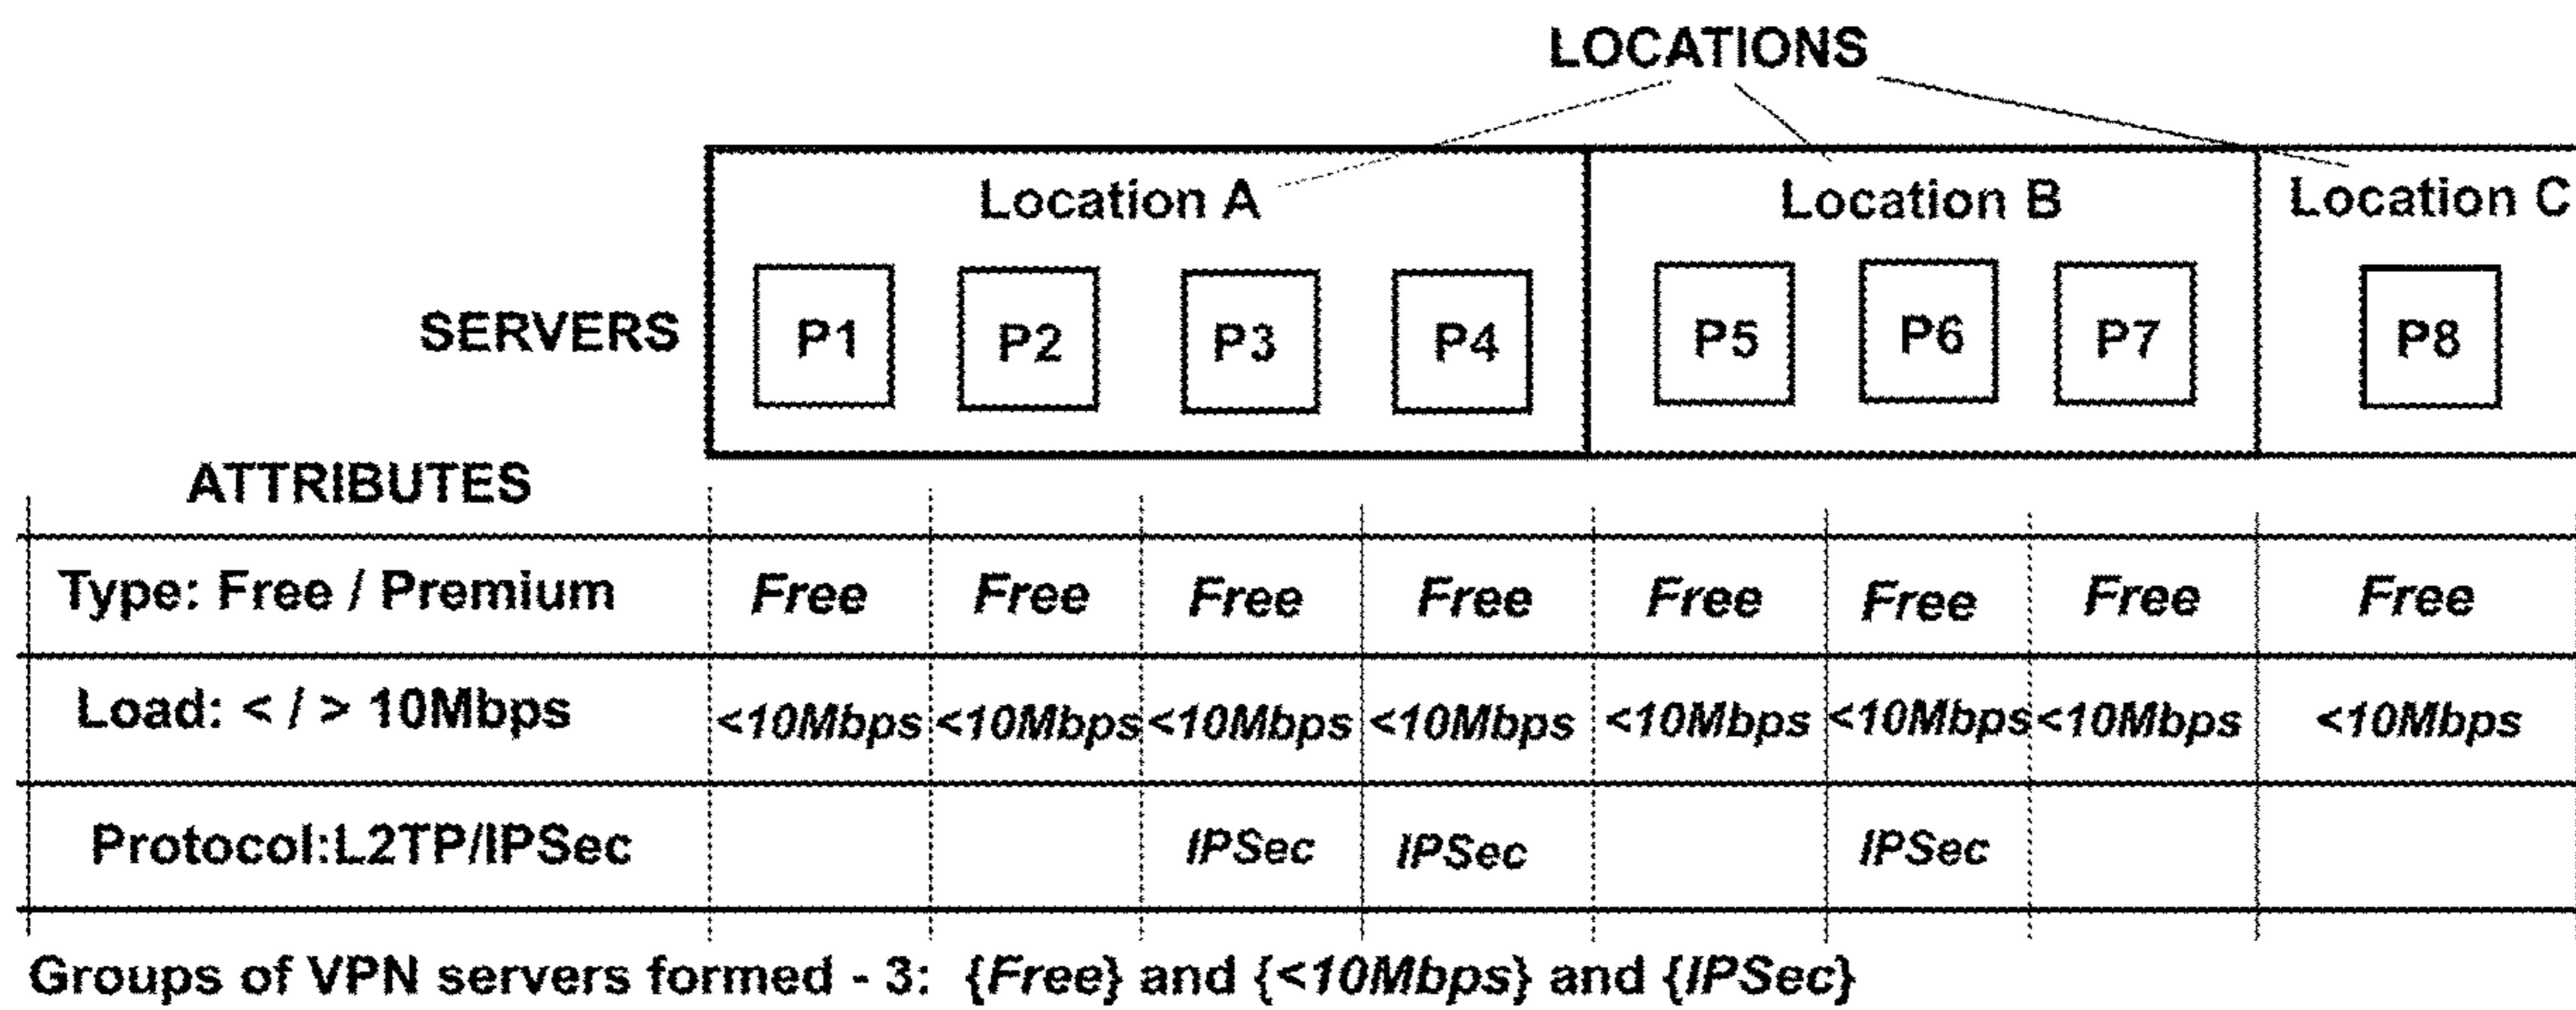 LOCATIONS
Location A Location B Location C
SERVERS P1 P2 P3 P4 P5 P6 P7 P8
ATTRIBUTES
Type: Free / Premium Free Free Free Free Free Free Free Free
Load: < / > 10Mbps <10Mbps <10Mbps <10Mbps <10Mbps <10Mbps <10Mbps <10Mbps <10Mbps
Protocol:L2TP/IPSec IPSec IPSec IPSec
Groups of VPN servers formed - 3: {Free} and {<10Mbps} and {IPSec}